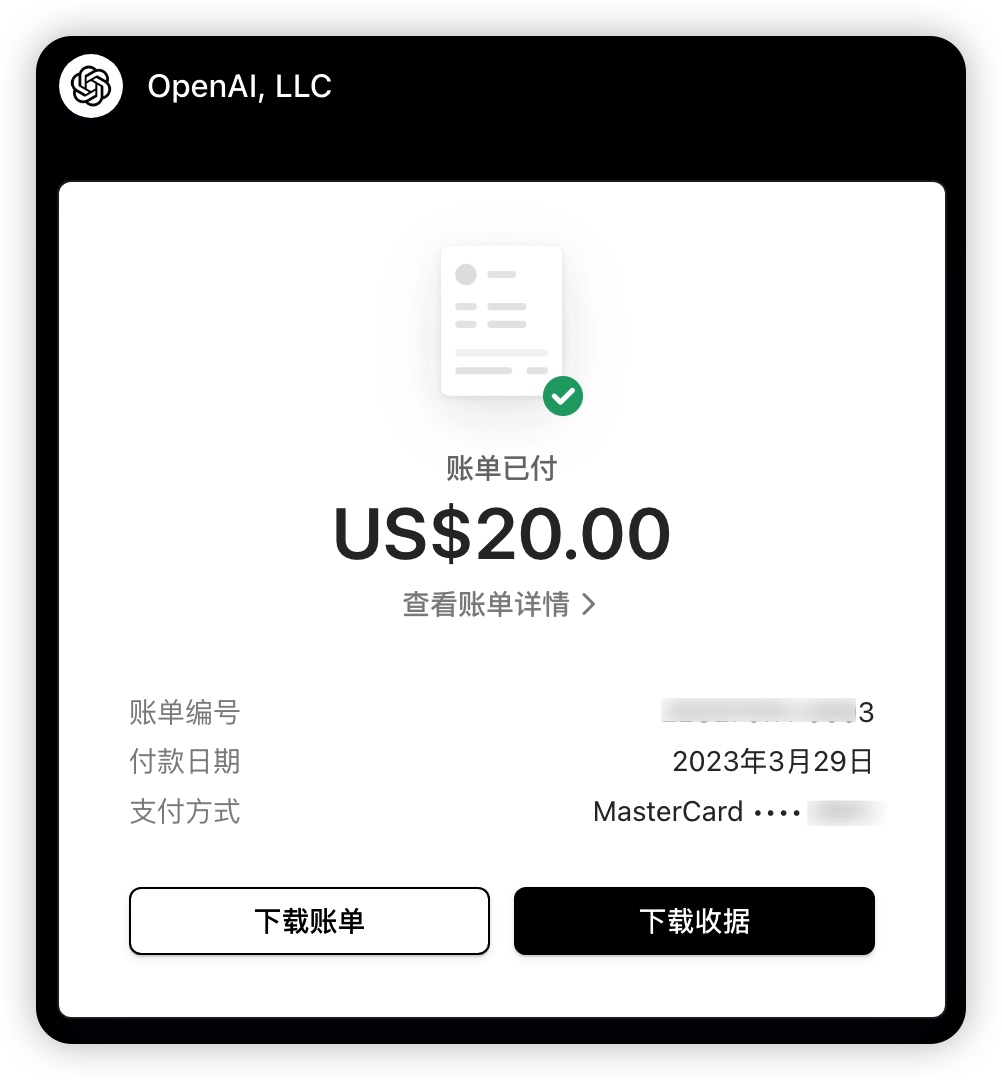 OpenAI, LLC
账单已付
US$20.00
查看账单详情
账单编号 3
付款日期 2023年3月29日
支付方式 MasterCard ••••
下载账单
下载收据